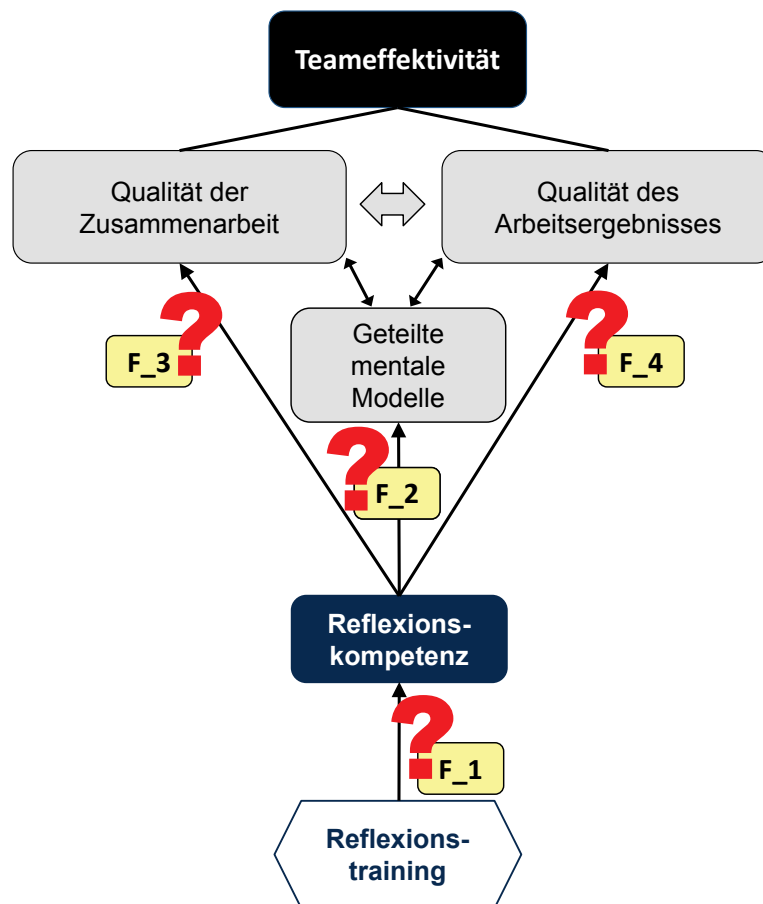 Teameffektivität
Qualität der
Zusammenarbeit
Qualität des
Arbeitsergebnisses
?
F_3
Geteilte
mentale
Modelle
?
F_4
?
F_2
Reflexions-
kompetenz
?
F_1
Reflexions-
training